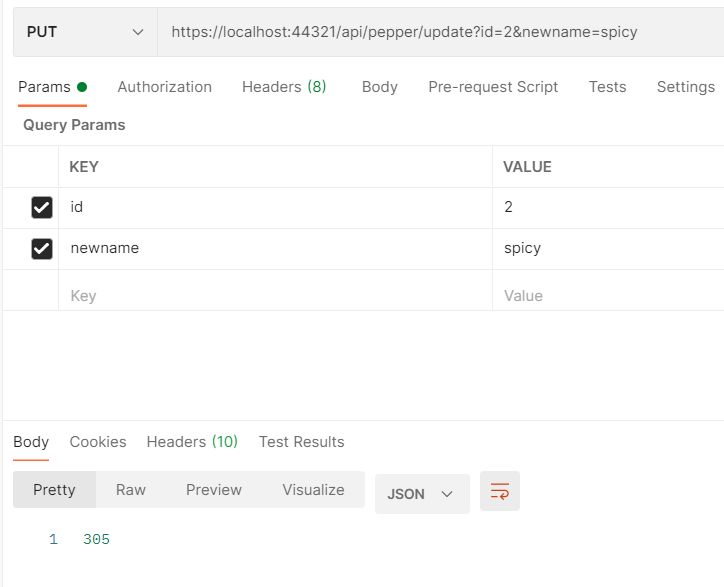 PUT https://localhost:44321/api/pepper/update?id=2&newname=spicy
Params Authorization Headers (8) Body Pre-request Script Tests Settings
Query Params
KEY VALUE
id 2
newname spicy
Key Value
Body Cookies Headers (10) Test Results
Pretty Raw Preview Visualize JSON
1 305